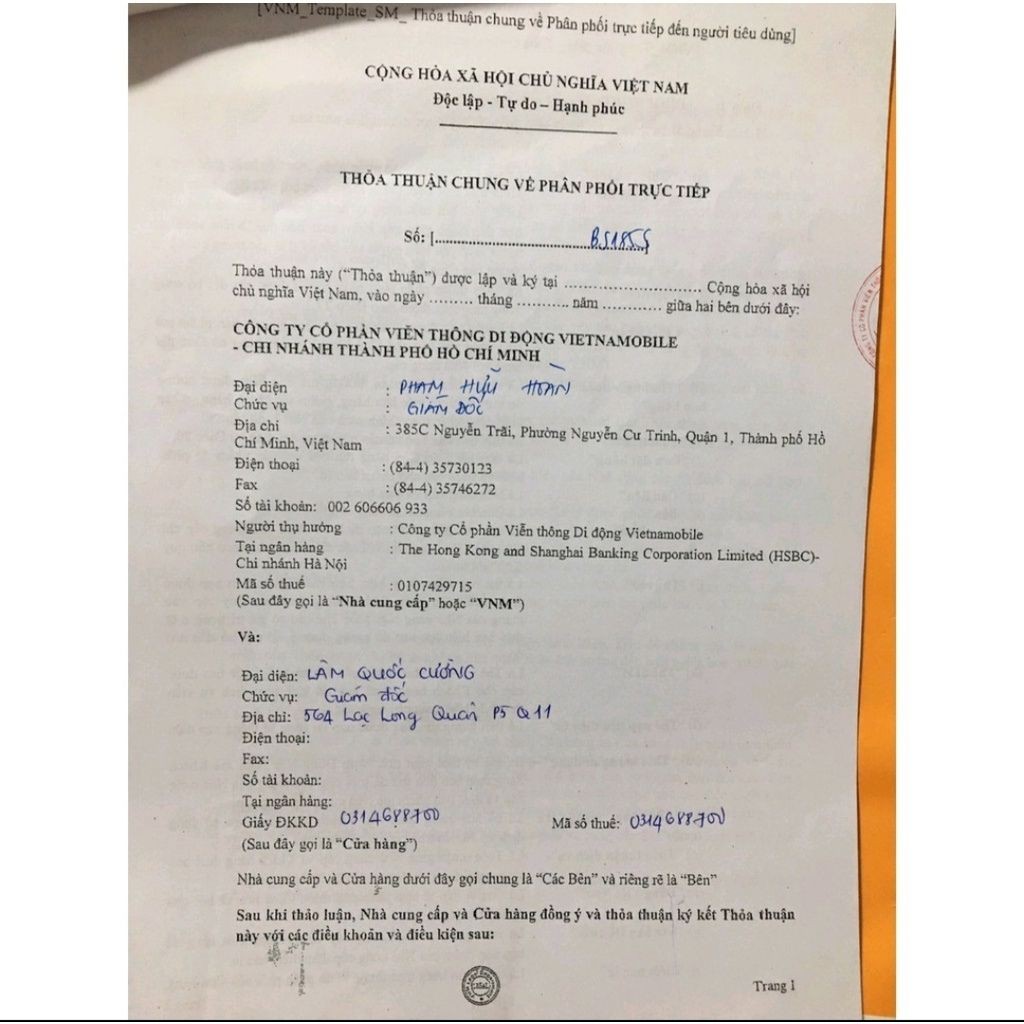 [VNM_Template_SM_ Thỏa thuận chung về Phân phối trực tiếp đến người tiêu dùng]
CỘNG HÒA XÃ HỘI CHỦ NGHĨA VIỆT NAM
Độc lập - Tự do – Hạnh phúc
THỎA THUẬN CHUNG VỀ PHÂN PHỐI TRỰC TIẾP
Số: [..........................................BS1855]
Thỏa thuận này (“Thỏa thuận”) được lập và ký tại .......................... Cộng hòa xã hội
chủ nghĩa Việt Nam, vào ngày ......... tháng .......... năm ............ giữa hai bên dưới đây:
CÔNG TY CỔ PHẦN VIỄN THÔNG DI ĐỘNG VIETNAMOBILE
- CHI NHÁNH THÀNH PHỐ HỒ CHÍ MINH
Đại diện : PHẠM HỮU HOÀN
Chức vụ : GIÁM ĐỐC
Địa chỉ : 385C Nguyễn Trãi, Phường Nguyễn Cư Trinh, Quận 1, Thành phố Hồ
Chí Minh, Việt Nam
Điện thoại : (84-4) 35730123
Fax : (84-4) 35746272
Số tài khoản: 002 606606 933
Người thụ hưởng : Công ty Cổ phần Viễn thông Di động Vietnamobile
Tại ngân hàng : The Hong Kong and Shanghai Banking Corporation Limited (HSBC)-
Chi nhánh Hà Nội
Mã số thuế : 0107429715
(Sau đây gọi là “Nhà cung cấp” hoặc “VNM”)
Và:
Đại diện: LÂM QUỐC CƯỜNG
Chức vụ: Giám đốc
Địa chỉ: 564 Lạc Long Quân P5 Q11
Điện thoại:
Fax:
Số tài khoản:
Tại ngân hàng:
Giấy ĐKKD 0314688700 Mã số thuế: 0314688700
(Sau đây gọi là “Cửa hàng”)
Nhà cung cấp và Cửa hàng dưới đây gọi chung là “Các Bên” và riêng rẽ là “Bên”
Sau khi thảo luận, Nhà cung cấp và Cửa hàng đồng ý và thỏa thuận ký kết Thỏa thuận
này với các điều khoản và điều kiện sau:
Trang 1